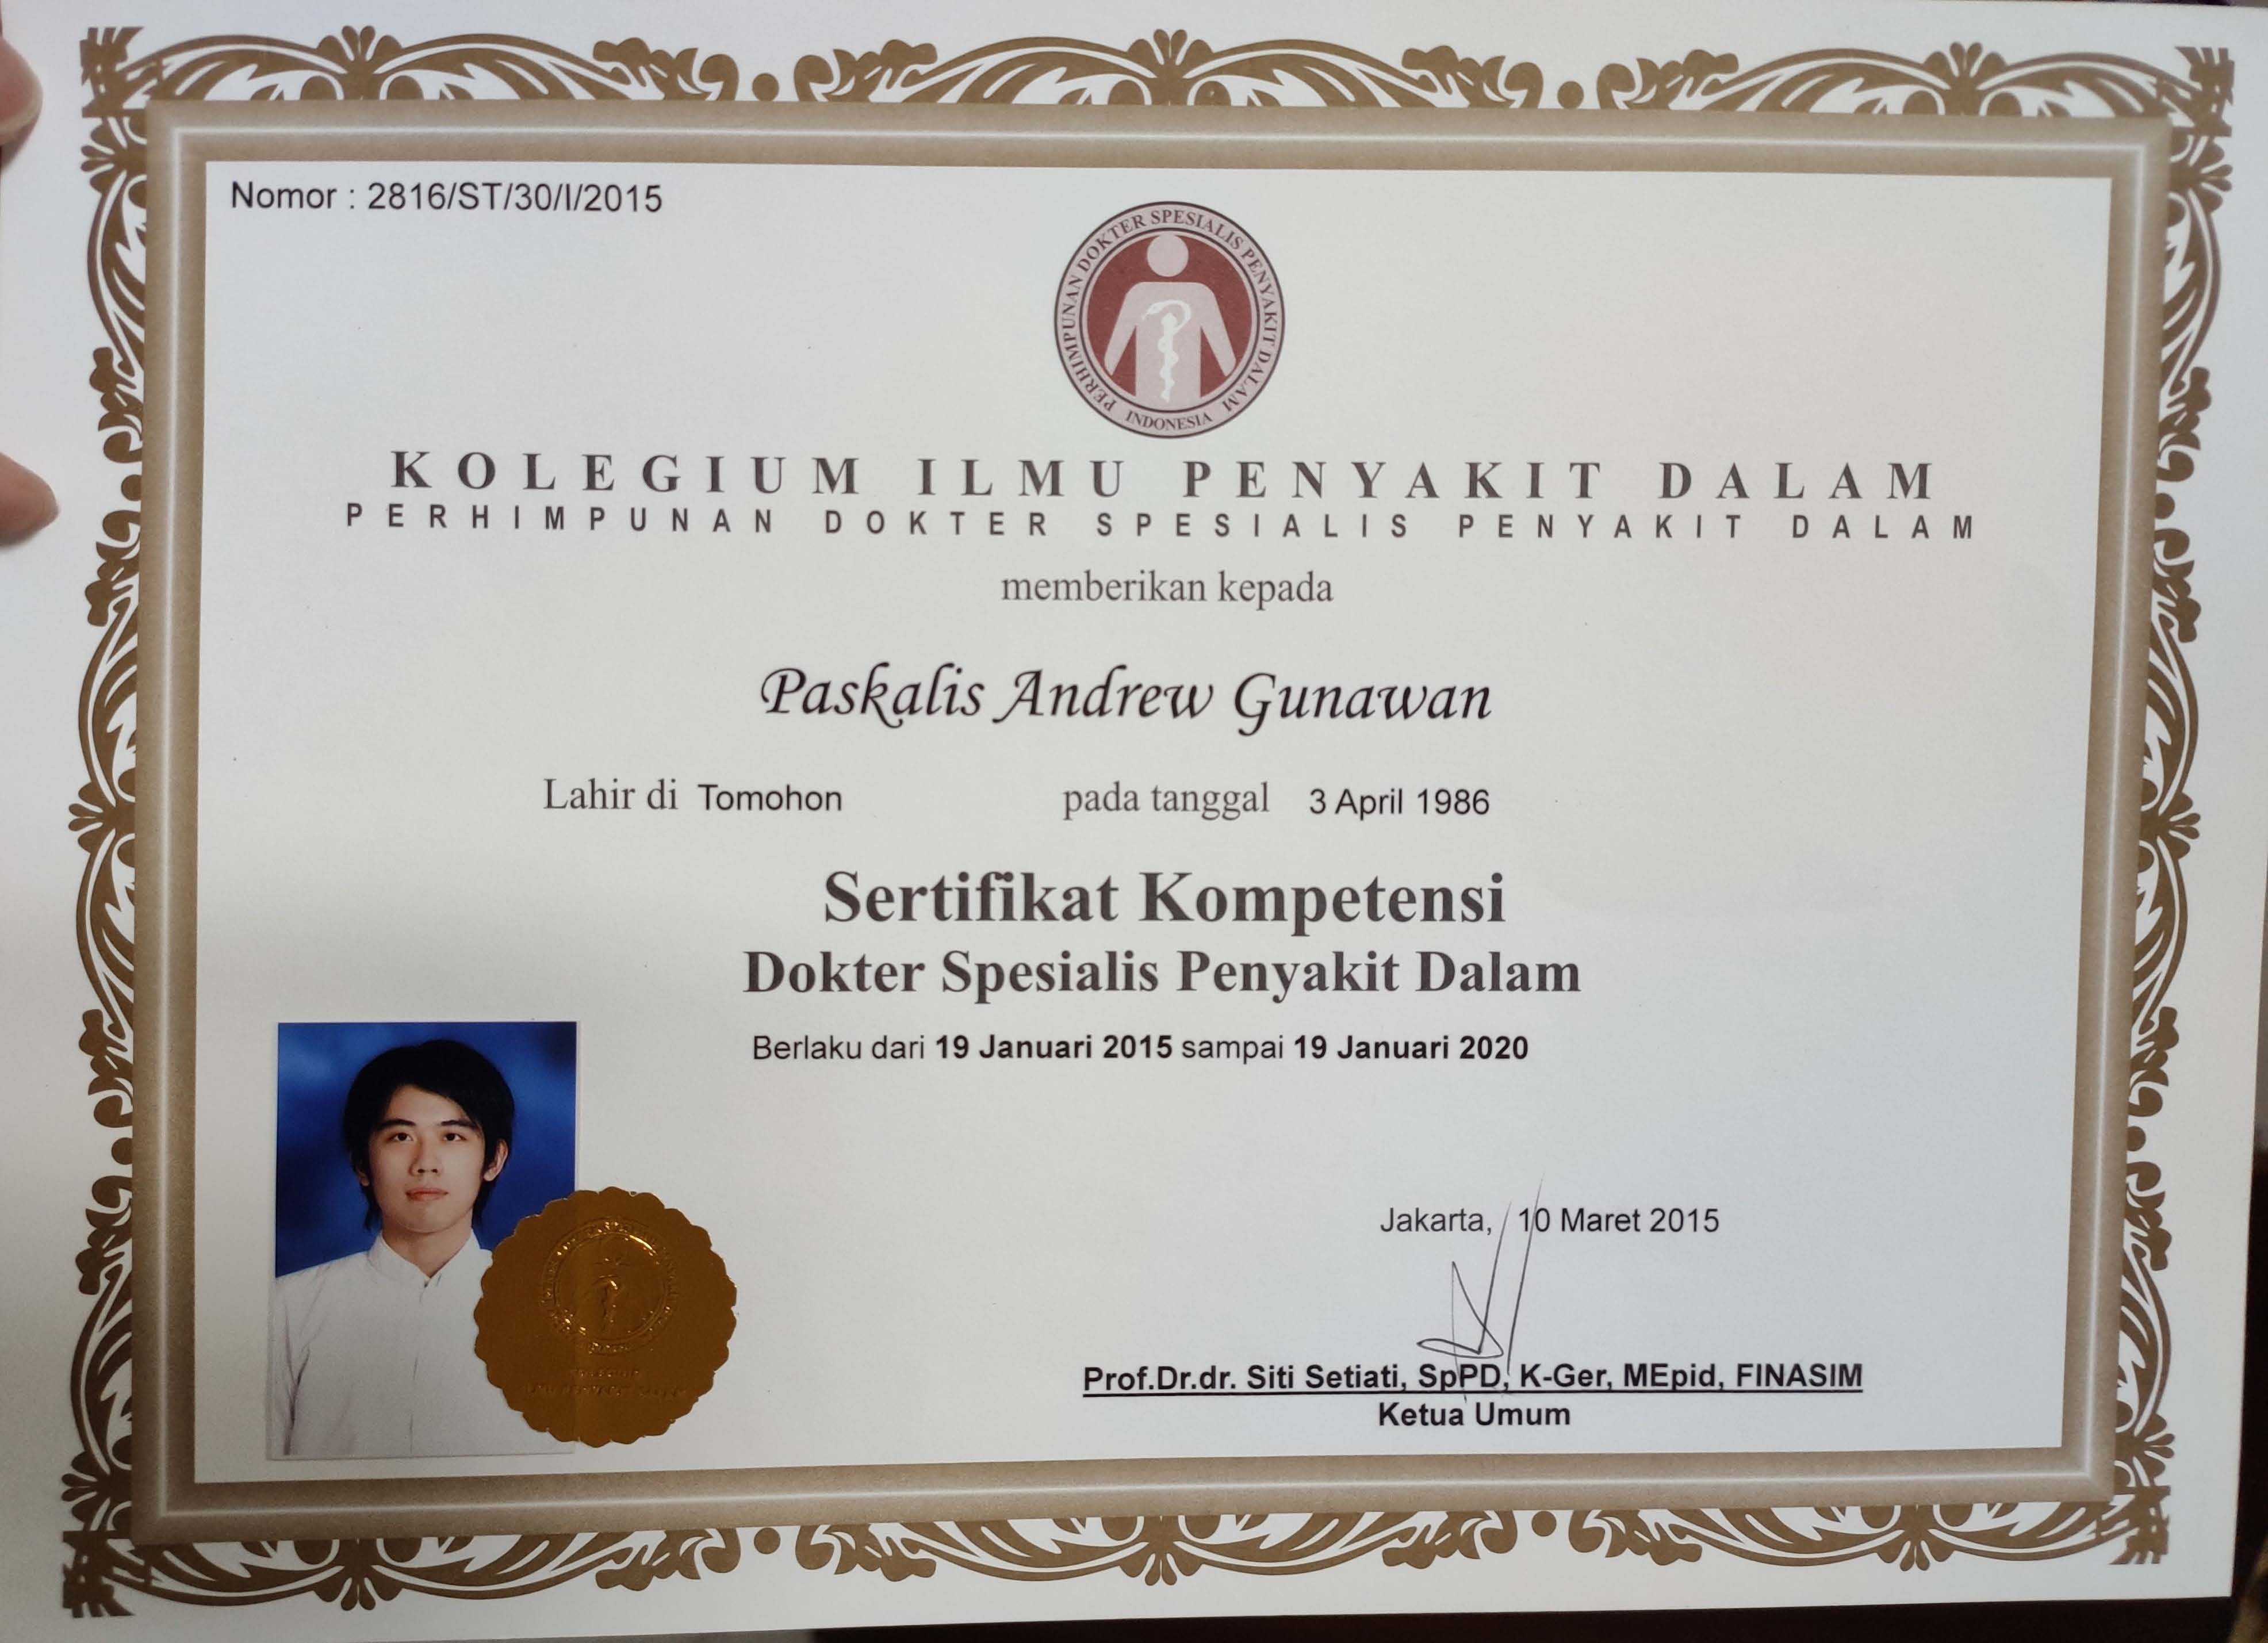 Nomor : 2816/ST/30/I/2015
PERHIMPUNAN DOKTER SPESIALIS PENYAKIT DALAM
INDONESIA
KOLEGIUM ILMU PENYAKIT DALAM
PERHIMPUNAN DOKTER SPESIALIS PENYAKIT DALAM
memberikan kepada
Paskalis Andrew Gunawan
Lahir di Tomohon pada tanggal 3 April 1986
Sertifikat Kompetensi
Dokter Spesialis Penyakit Dalam
Berlaku dari 19 Januari 2015 sampai 19 Januari 2020
Jakarta, 10 Maret 2015
Prof.Dr.dr. Siti Setiati, SpPD, K-Ger, MEpid, FINASIM
Ketua Umum